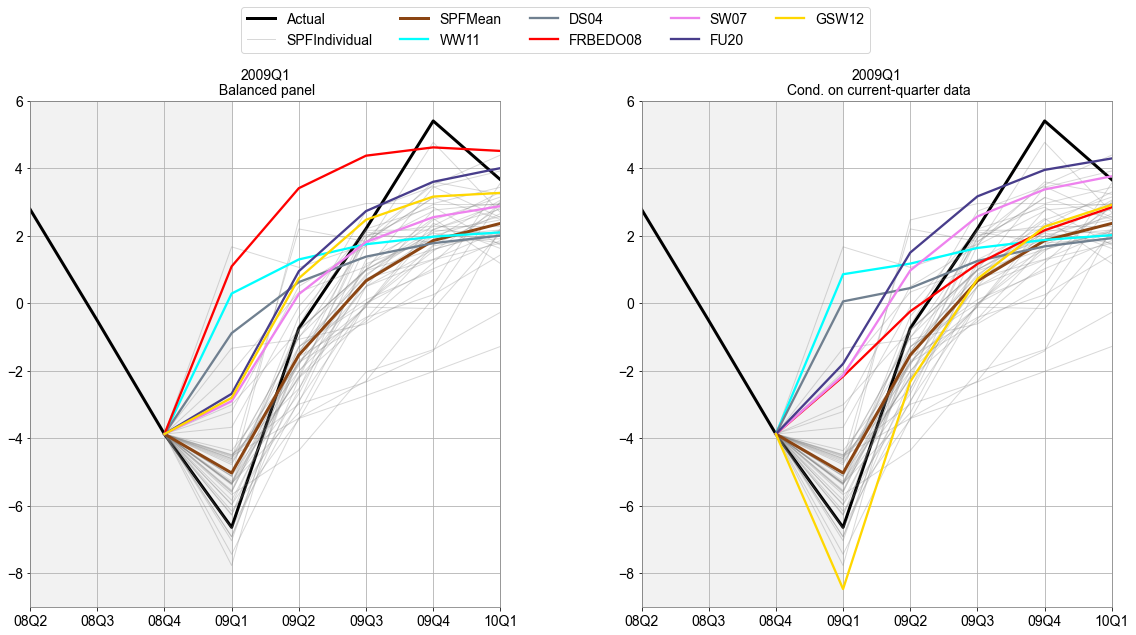 Actual SPFMean DS04 SW07 GSW12
SPFIndividual WW11 FRBEDO08 FU20
2009Q1
Balanced panel
6
4
2
0
−2
−4
−6
−8
08Q2 08Q3 08Q4 09Q1 09Q2 09Q3 09Q4 10Q1
2009Q1
Cond. on current-quarter data
6
4
2
0
−2
−4
−6
−8
08Q2 08Q3 08Q4 09Q1 09Q2 09Q3 09Q4 10Q1